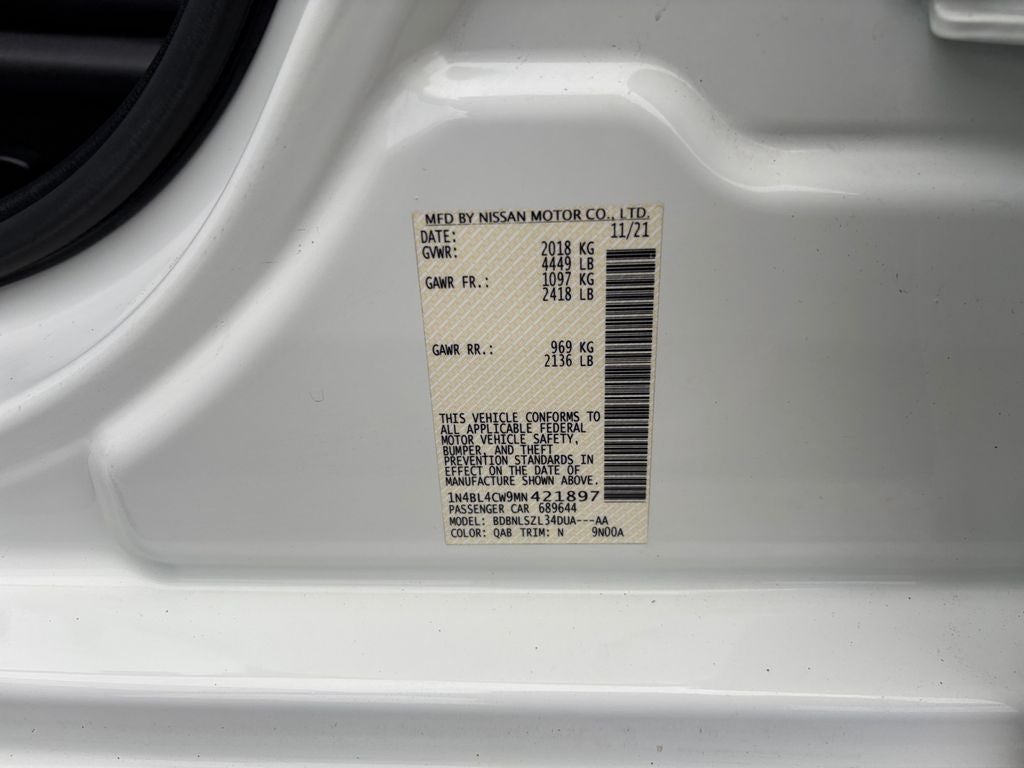 MFD BY NISSAN MOTOR CO., LTD.
DATE: 11/21
GVWR: 2018 KG
4449 LB
GAWR FR.: 1097 KG
2418 LB
GAWR RR.: 969 KG
2136 LB
THIS VEHICLE CONFORMS TO
ALL APPLICABLE FEDERAL
MOTOR VEHICLE SAFETY,
BUMPER, AND THEFT
PREVENTION STANDARDS IN
EFFECT ON THE DATE OF
MANUFACTURE SHOWN ABOVE.
1N4BL4CW9MN421897
PASSENGER CAR 689644
MODEL: BDBNLSZL34DUA---AA
COLOR: QAB TRIM: N 9N00A